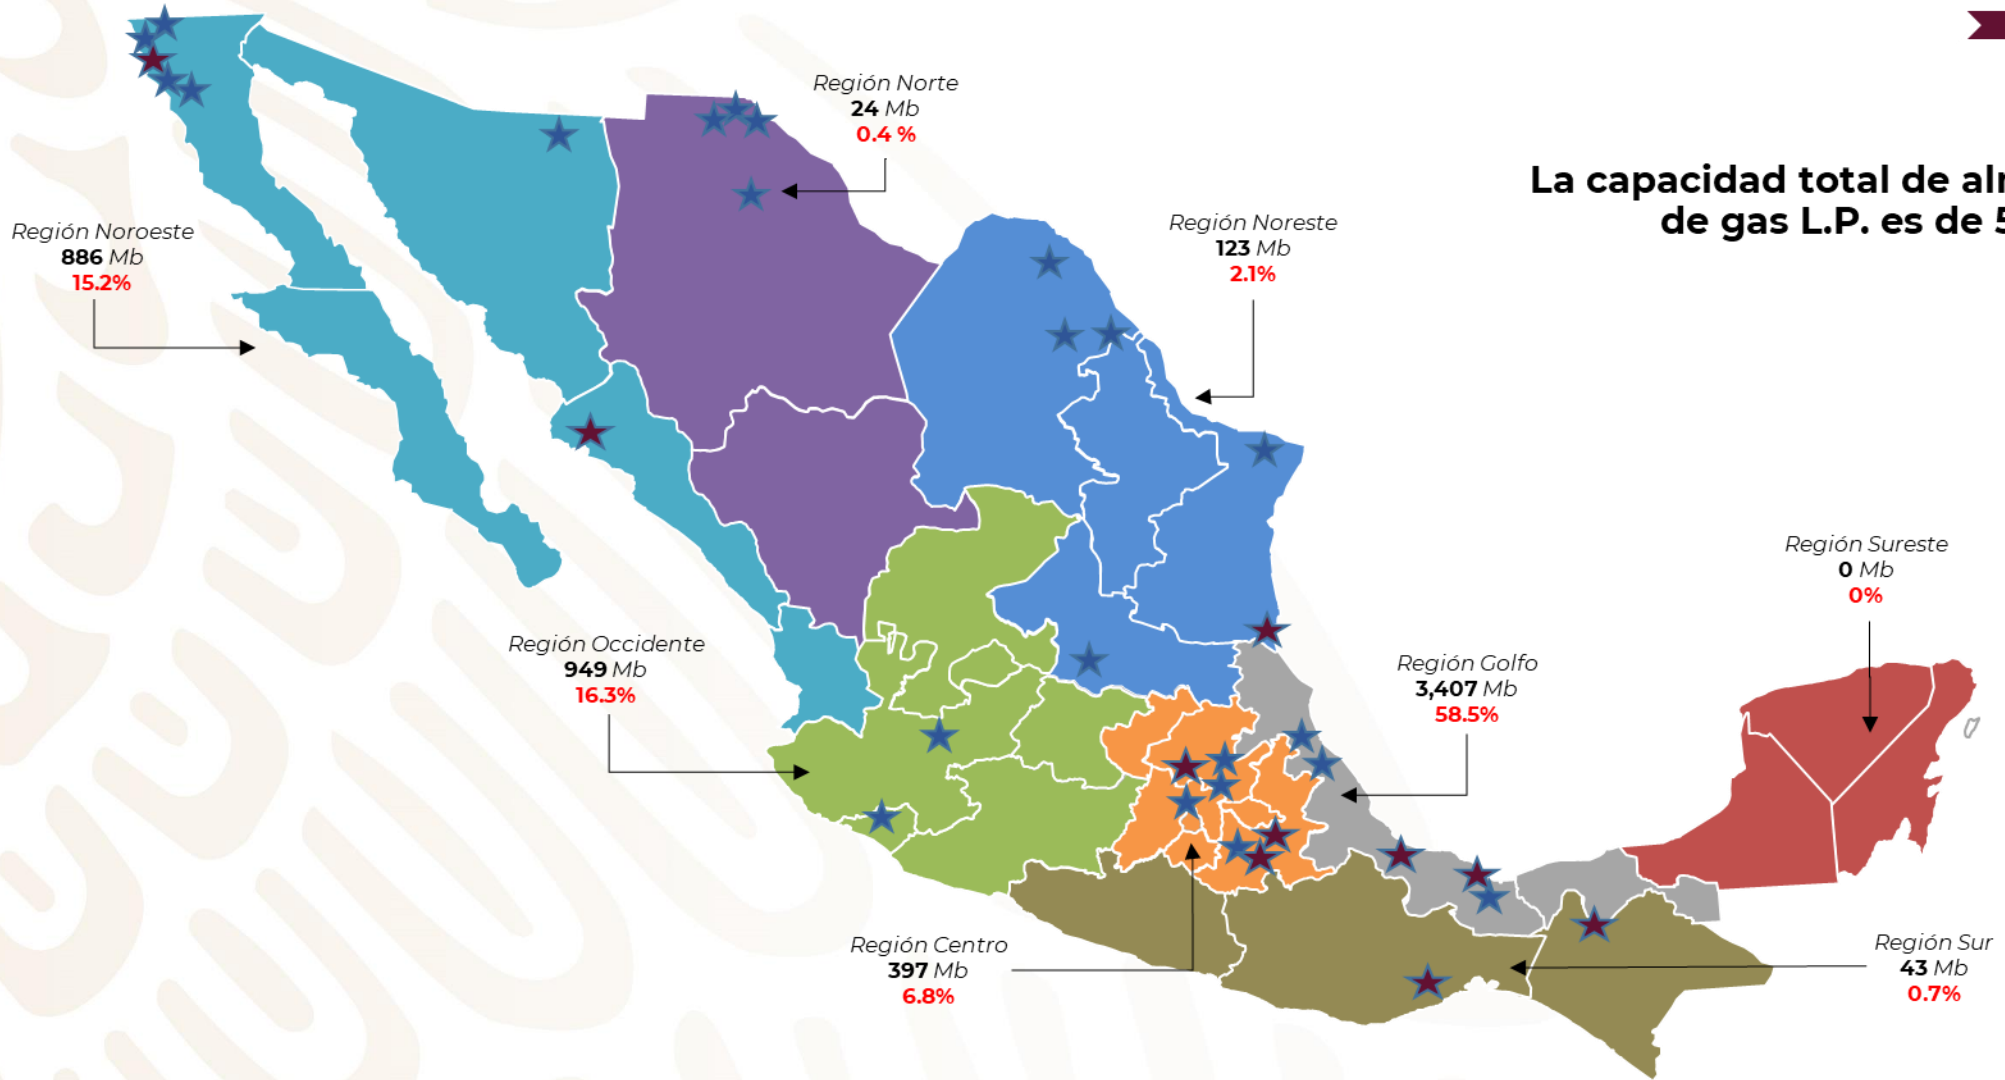 Región Norte
24 Mb
0.4 %
La capacidad total de
de gas L.P. es de
Región Noroeste
886 Mb
15.2%
Región Noreste
123 Mb
2.1%
Región Sureste
0 Mb
0%
Región Occidente
949 Mb
16.3%
Región Golfo
3,407 Mb
58.5%
Región Centro
397 Mb
6.8%
Región Sur
43 Mb
0.7%